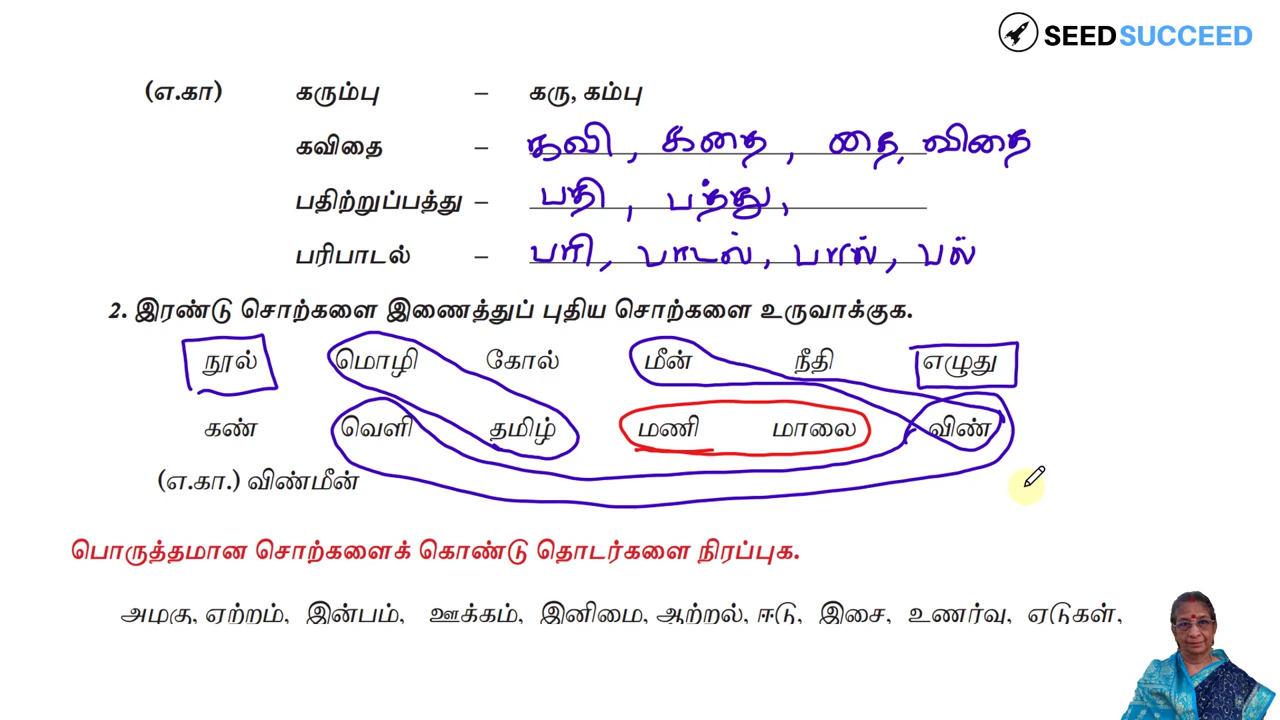 SEEDSUCCEED
(எ.கா) கரும்பு – கரு, கம்பு
கவிதை – கவி, கதை, தை, விதை
பதிற்றுப்பத்து – பதி, பத்து,
பரிபாடல் – பரி, பாடல், பால், பல்
2. இரண்டு சொற்களை இணைத்துப் புதிய சொற்களை உருவாக்குக.
நூல் மொழி கோல் மீன் நீதி எழுது
கண் வெளி தமிழ் மணி மாலை விண்
(எ.கா.) விண்மீன்
பொருத்தமான சொற்களைக் கொண்டு தொடர்களை நிரப்புக.
அழகு, ஏற்றம், இன்பம், ஊக்கம், இனிமை, ஆற்றல், ஈடு, இசை, உணர்வு, ஏடுகள்,